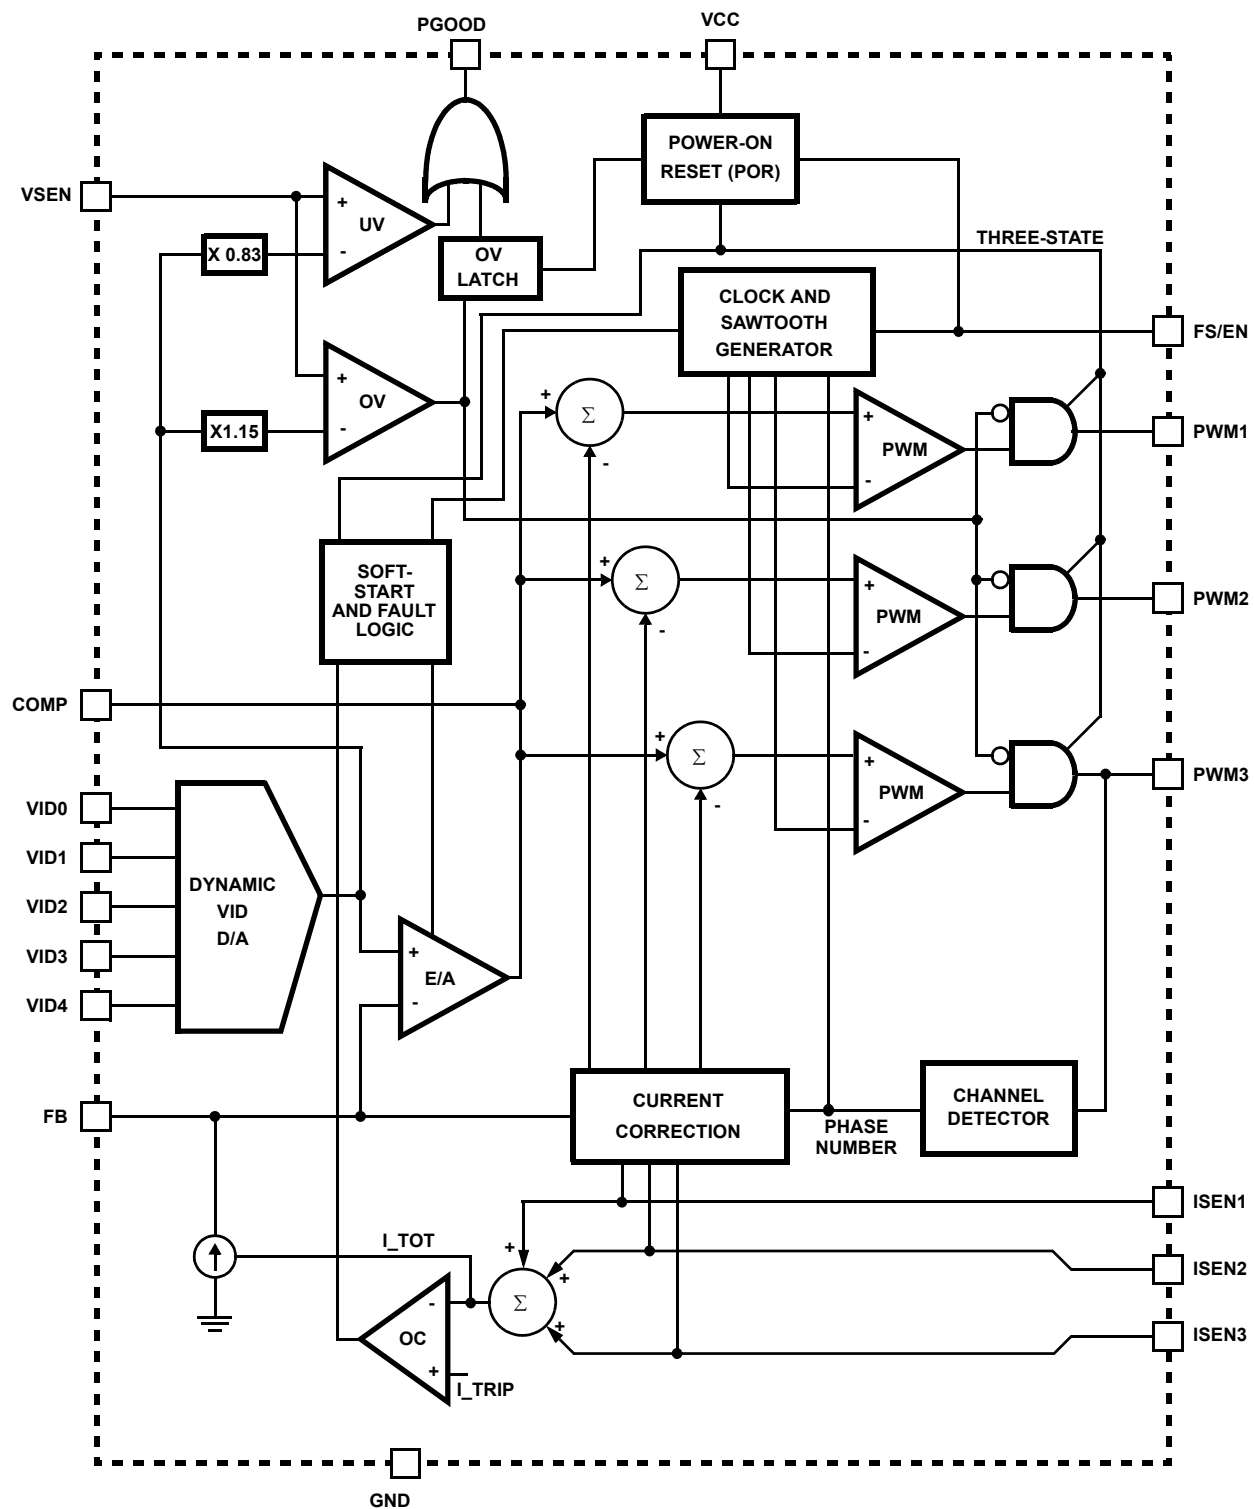 PGOOD
VCC
POWER-ON
RESET (POR)
VSEN
+
UV
-
X 0.83
OV
LATCH
THREE-STATE
CLOCK AND
SAWTOOTH
GENERATOR
FS/EN
+
OV
-
X1.15
+
Σ
-
+
PWM
-
PWM1
SOFT-
START
AND FAULT
LOGIC
+
Σ
-
+
PWM
-
PWM2
COMP
+
Σ
-
+
PWM
-
PWM3
VID0
VID1
VID2
VID3
VID4
DYNAMIC
VID
D/A
+
E/A
-
FB
CURRENT
CORRECTION
PHASE
NUMBER
CHANNEL
DETECTOR
ISEN1
I_TOT
+
+
Σ
+
ISEN2
ISEN3
-
OC
+
I_TRIP
GND